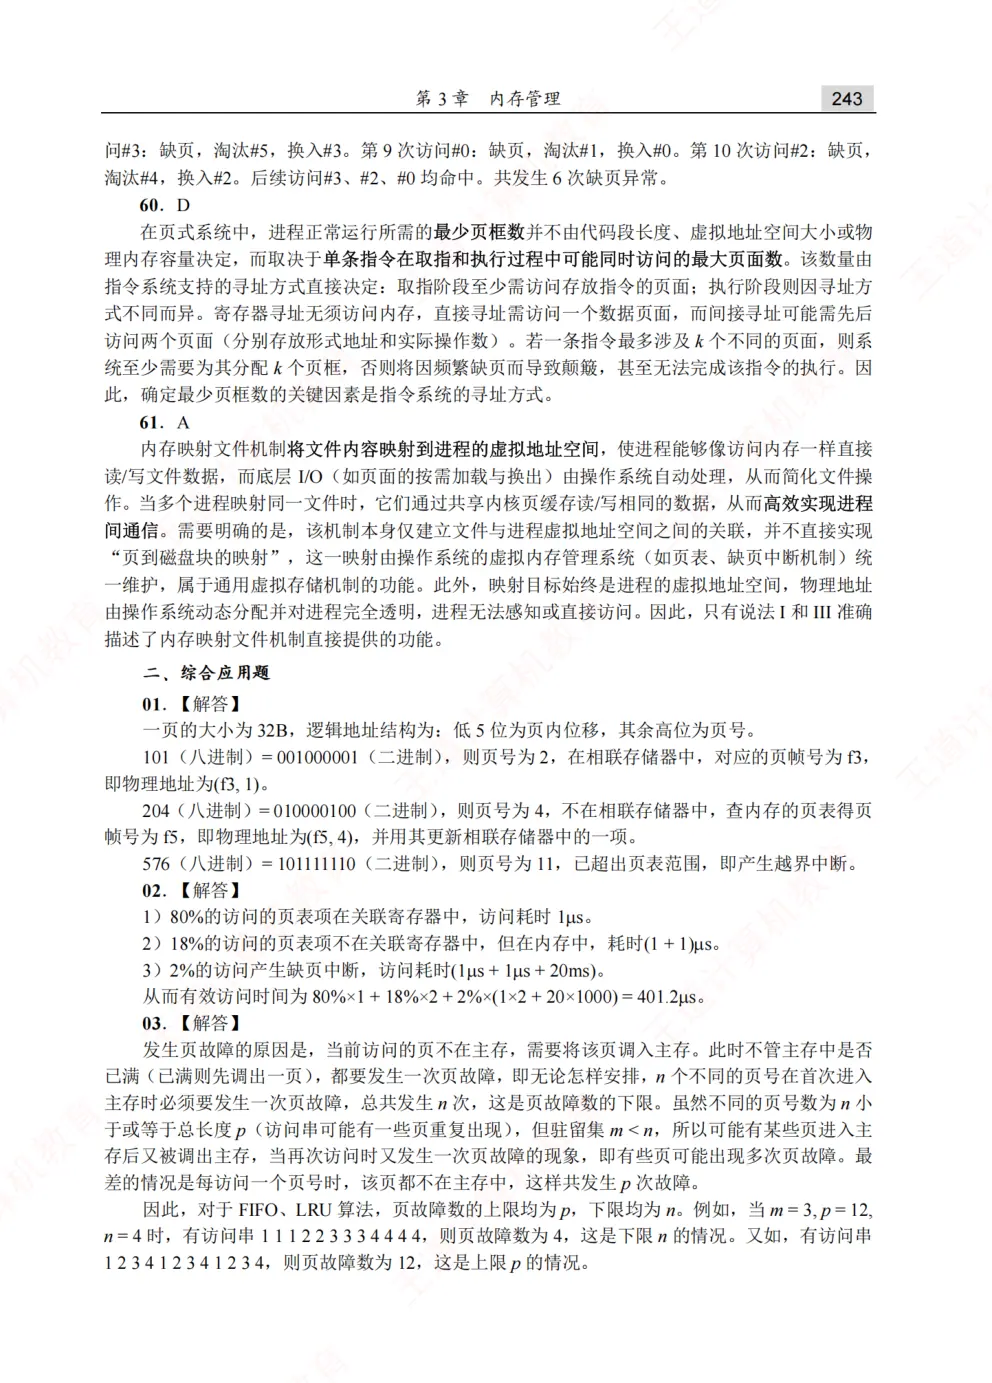 第 3 章 内存管理
243
问#3：缺页，淘汰#5，换入#3。第 9 次访问#0：缺页，淘汰#1，换入#0。第 10 次访问#2：缺页，
淘汰#4，换入#2。后续访问#3、#2、#0 均命中。共发生 6 次缺页异常。
60．D
在页式系统中，进程正常运行所需的最少页框数并不由代码段长度、虚拟地址空间大小或物
理内存容量决定，而取决于单条指令在取指和执行过程中可能同时访问的最大页面数。该数量由
指令系统支持的寻址方式直接决定：取指阶段至少需访问存放指令的页面；执行阶段则因寻址方
式不同而异。寄存器寻址无须访问内存，直接寻址需访问一个数据页面，而间接寻址可能需先后
访问两个页面（分别存放形式地址和实际操作数）。若一条指令最多涉及 k 个不同的页面，则系
统至少需要为其分配 k 个页框，否则将因频繁缺页而导致颠簸，甚至无法完成该指令的执行。因
此，确定最少页框数的关键因素是指令系统的寻址方式。
61．A
内存映射文件机制将文件内容映射到进程的虚拟地址空间，使进程能够像访问内存一样直接
读/写文件数据，而底层 I/O（如页面的按需加载与换出）由操作系统自动处理，从而简化文件操
作。当多个进程映射同一文件时，它们通过共享内核页缓存读/写相同的数据，从而高效实现进程
间通信。需要明确的是，该机制本身仅建立文件与进程虚拟地址空间之间的关联，并不直接实现
“页到磁盘块的映射”，这一映射由操作系统的虚拟内存管理系统（如页表、缺页中断机制）统
一维护，属于通用虚拟存储机制的功能。此外，映射目标始终是进程的虚拟地址空间，物理地址
由操作系统动态分配并对进程完全透明，进程无法感知或直接访问。因此，只有说法 I 和 III 准确
描述了内存映射文件机制直接提供的功能。
二、综合应用题
01．【解答】
一页的大小为 32B，逻辑地址结构为：低 5 位为页内位移，其余高位为页号。
101（八进制）= 001000001（二进制），则页号为 2，在相联存储器中，对应的页帧号为 f3，
即物理地址为(f3, 1)。
204（八进制）= 010000100（二进制），则页号为 4，不在相联存储器中，查内存的页表得页
帧号为 f5，即物理地址为(f5, 4)，并用其更新相联存储器中的一项。
576（八进制）= 101111110（二进制），则页号为 11，已超出页表范围，即产生越界中断。
02．【解答】
1）80%的访问的页表项在关联寄存器中，访问耗时 1μs。
2）18%的访问的页表项不在关联寄存器中，但在内存中，耗时(1 + 1)μs。
3）2%的访问产生缺页中断，访问耗时(1μs + 1μs + 20ms)。
从而有效访问时间为 80%×1 + 18%×2 + 2%×(1×2 + 20×1000) = 401.2μs。
03．【解答】
发生页故障的原因是，当前访问的页不在主存，需要将该页调入主存。此时不管主存中是否
已满（已满则先调出一页），都要发生一次页故障，即无论怎样安排，n 个不同的页号在首次进入
主存时必须要发生一次页故障，总共发生 n 次，这是页故障数的下限。虽然不同的页号数为 n 小
于或等于总长度 p（访问串可能有一些页重复出现），但驻留集 m < n，所以可能有某些页进入主
存后又被调出主存，当再次访问时又发生一次页故障的现象，即有些页可能出现多次页故障。最
差的情况是每访问一个页号时，该页都不在主存中，这样共发生 p 次故障。
因此，对于 FIFO、LRU 算法，页故障数的上限均为 p，下限均为 n。例如，当 m = 3, p = 12,
n = 4 时，有访问串 1 1 1 2 2 3 3 3 4 4 4 4，则页故障数为 4，这是下限 n 的情况。又如，有访问串
1 2 3 4 1 2 3 4 1 2 3 4，则页故障数为 12，这是上限 p 的情况。